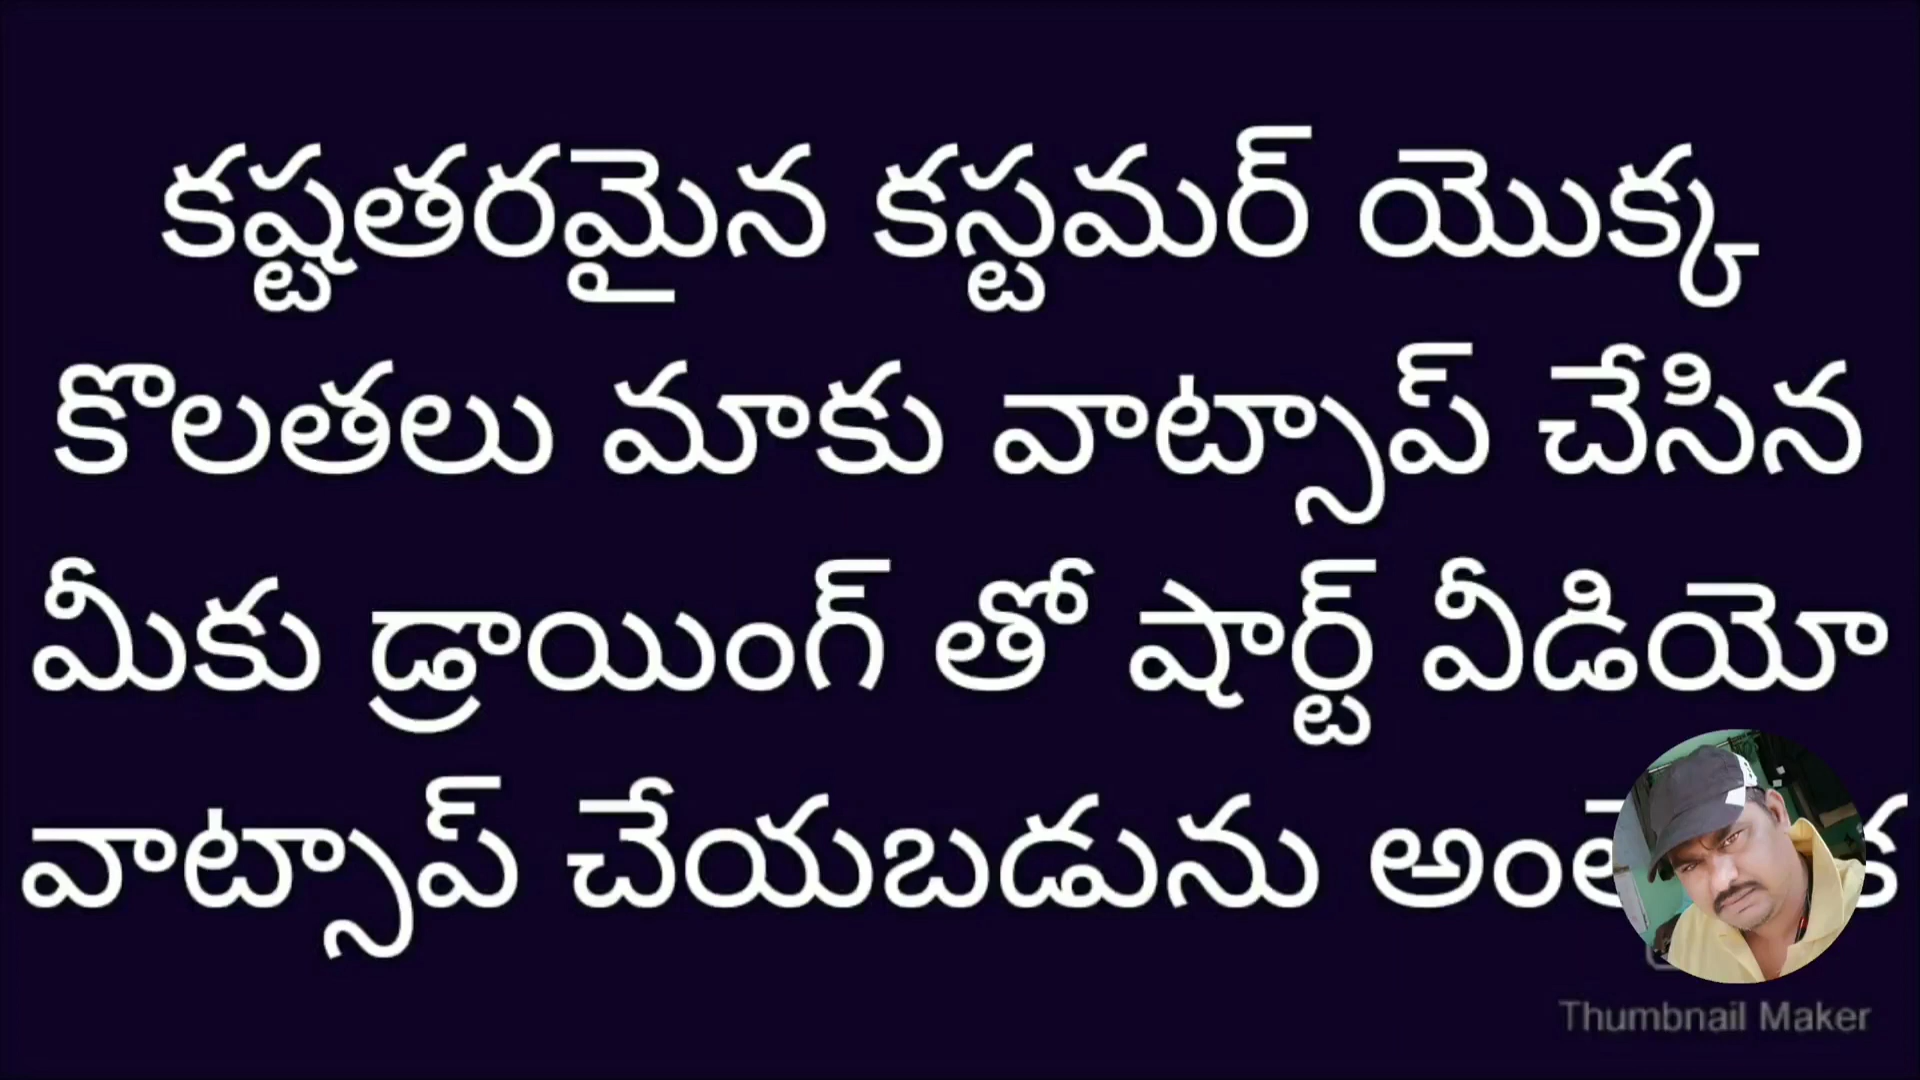 కష్టతరమైన కస్టమర్ యొక్క
కొలతలు మాకు వాట్సాప్ చేసిన
మీకు డ్రాయింగ్ తో షార్ట్ వీడియో
వాట్సాప్ చేయబడును
Thumbnail Maker